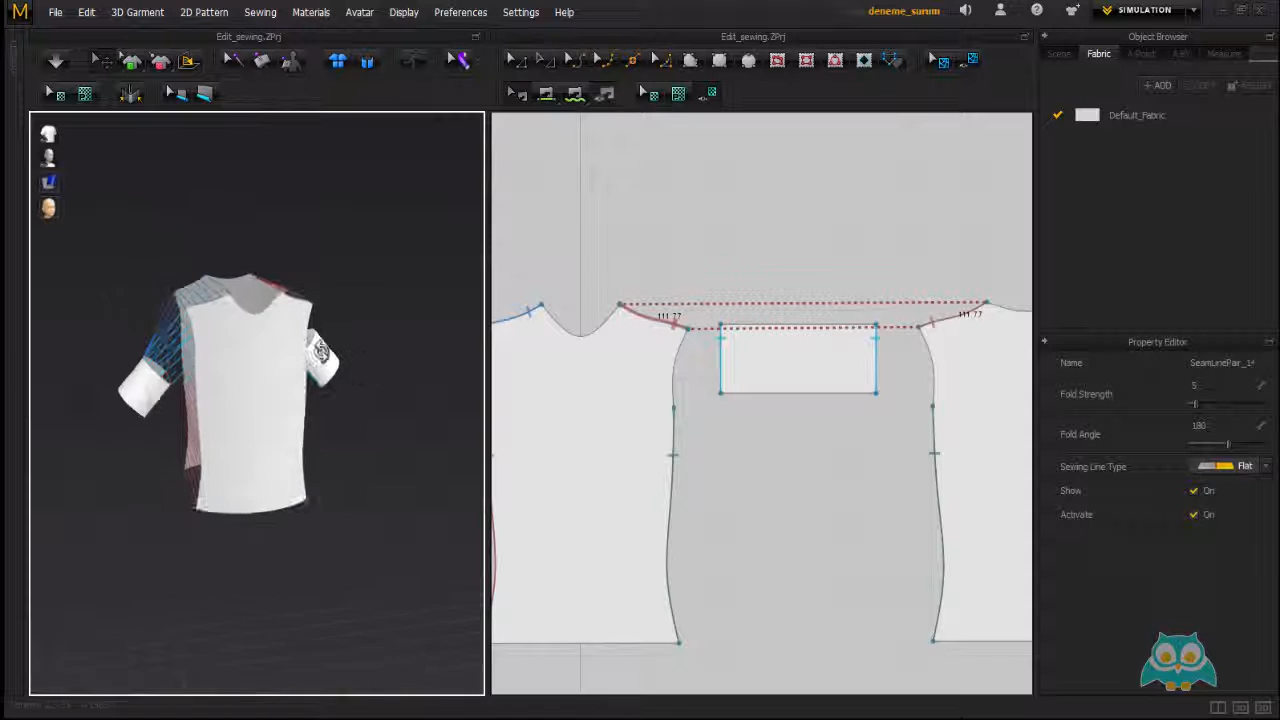 M File Edit 3D Garment 2D Pattern Sewing Materials Avatar Display Preferences Settings Help deneme_surum SIMULATION
Edit_sewing.ZPrj Edit_sewing.ZPrj Object Browser
Scene Fabric Measure
+ ADD
Default_Fabric
111.77 111.77
Property Editor
Name SeamLinePair_1
Fold Strength 5
Fold Angle 180
Sewing Line Type Flat
Show On
Activate On